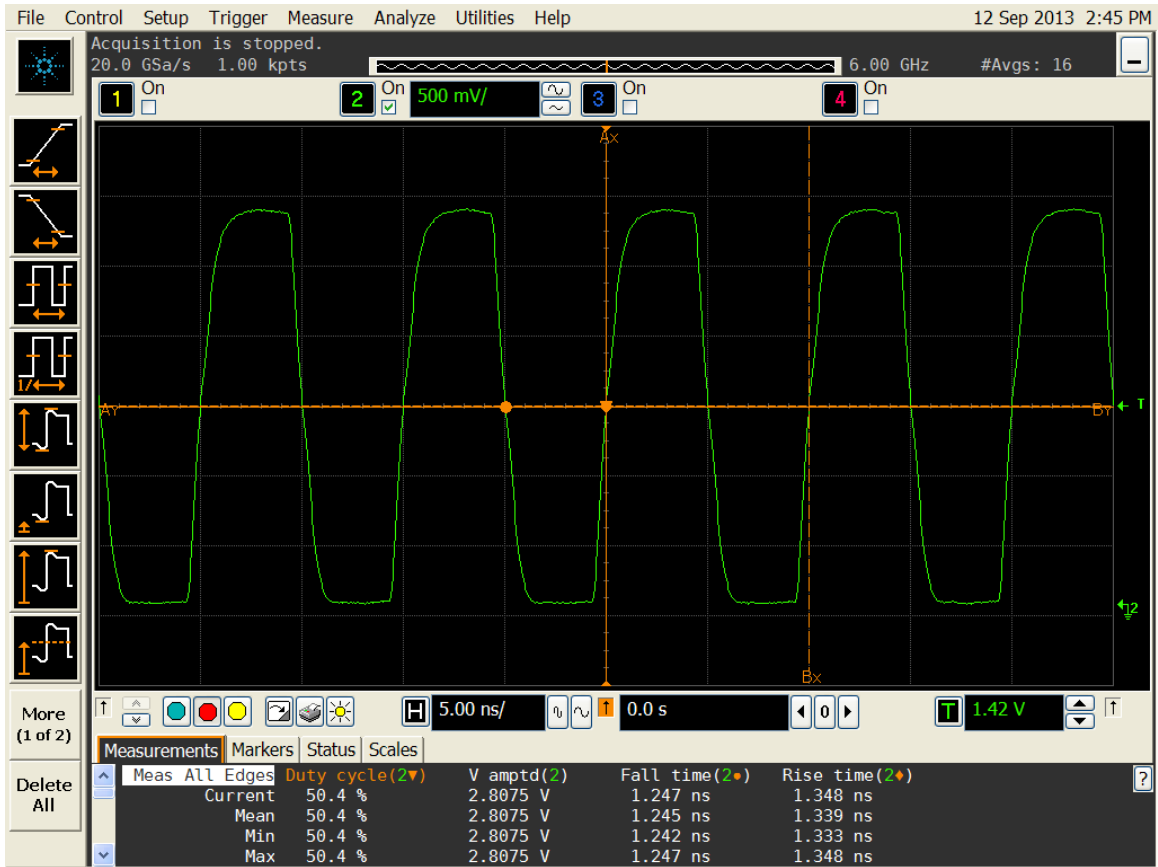 File Control Setup Trigger Measure Analyze Utilities Help 12 Sep 2013 2:45 PM
Acquisition is stopped.
20.0 GSa/s 1.00 kpts 6.00 GHz #Avgs: 16
1 On 2 On 500 mV/ 3 On 4 On
Ax
1/
AY BY T
2
Bx
More
(1 of 2)
H 5.00 ns/ 0.0 s 0 T 1.42 V
Measurements Markers Status Scales
Delete
All
Meas All Edges Duty cycle(2▼) V amptd(2) Fall time(2●) Rise time(2♦) ?
Current 50.4 % 2.8075 V 1.247 ns 1.348 ns
Mean 50.4 % 2.8075 V 1.245 ns 1.339 ns
Min 50.4 % 2.8075 V 1.242 ns 1.333 ns
Max 50.4 % 2.8075 V 1.247 ns 1.348 ns